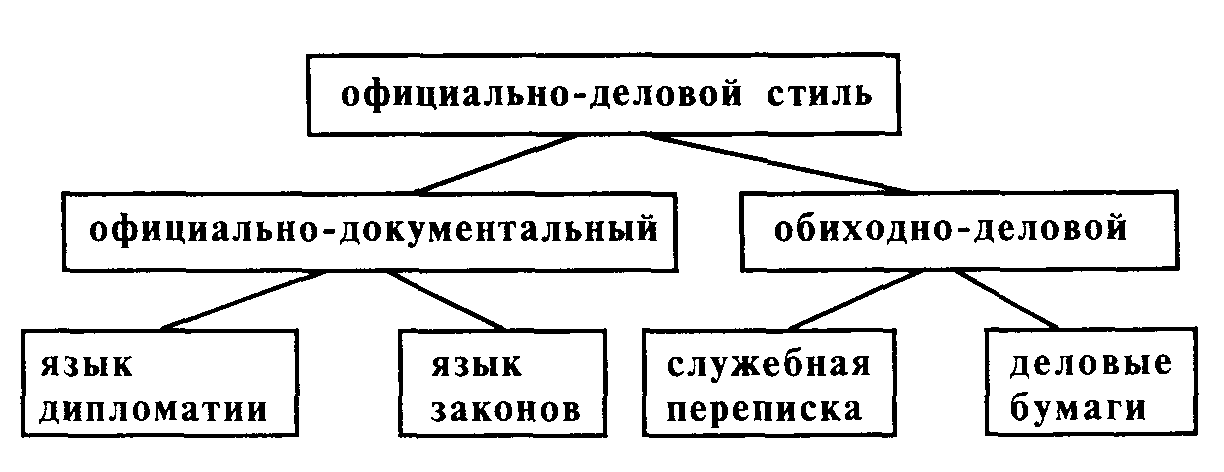 официально-деловой стиль
официально-документальный
обиходно-деловой
язык
дипломатии
язык
законов
служебная
переписка
деловые
бумаги